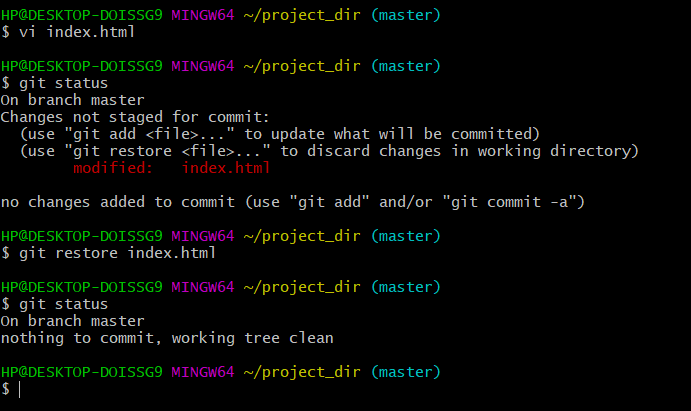 HP@DESKTOP-DOISSG9 MINGW64 ~/project_dir (master)
$ vi index.html
HP@DESKTOP-DOISSG9 MINGW64 ~/project_dir (master)
$ git status
On branch master
Changes not staged for commit:
  (use "git add <file>..." to update what will be committed)
  (use "git restore <file>..." to discard changes in working directory)
        modified:   index.html
no changes added to commit (use "git add" and/or "git commit -a")
HP@DESKTOP-DOISSG9 MINGW64 ~/project_dir (master)
$ git restore index.html
HP@DESKTOP-DOISSG9 MINGW64 ~/project_dir (master)
$ git status
On branch master
nothing to commit, working tree clean
HP@DESKTOP-DOISSG9 MINGW64 ~/project_dir (master)
$